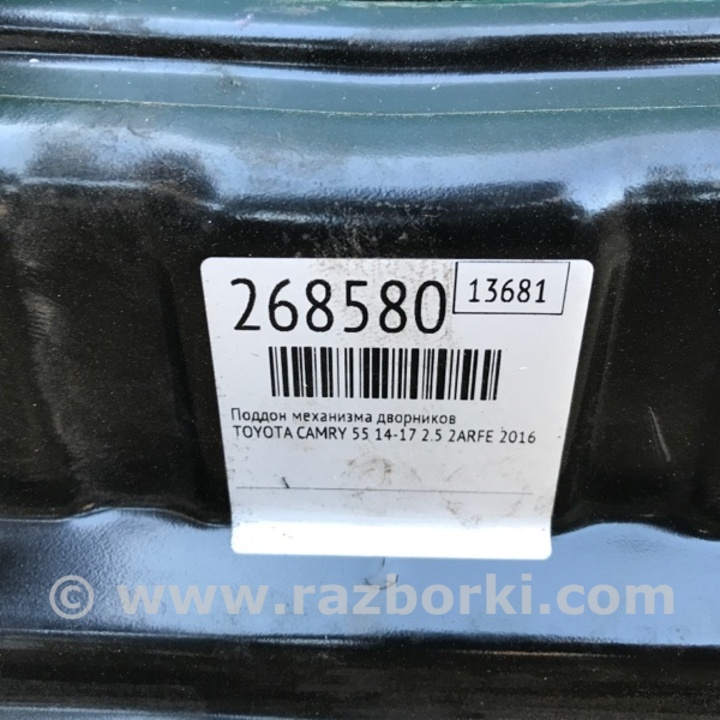 268580
13681
Поддон механизма дворников
TOYOTA CAMRY 55 14-17 2.5 2ARFE 2016
© www.razborki.com